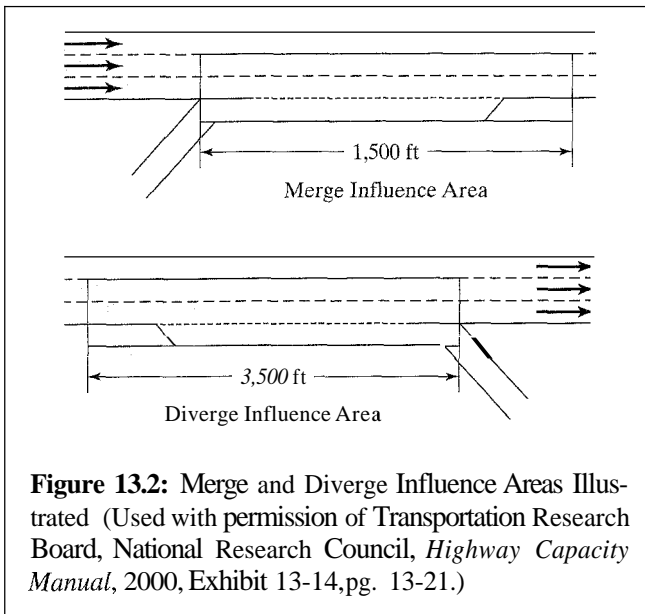 1,500 ft
Merge Influence Area
3,500 ft
Diverge Influence Area
Figure 13.2: Merge and Diverge Influence Areas Illus-
trated (Used with permission of Transportation Research
Board, National Research Council, Highway Capacity
Manual, 2000, Exhibit 13-14,pg. 13-21.)